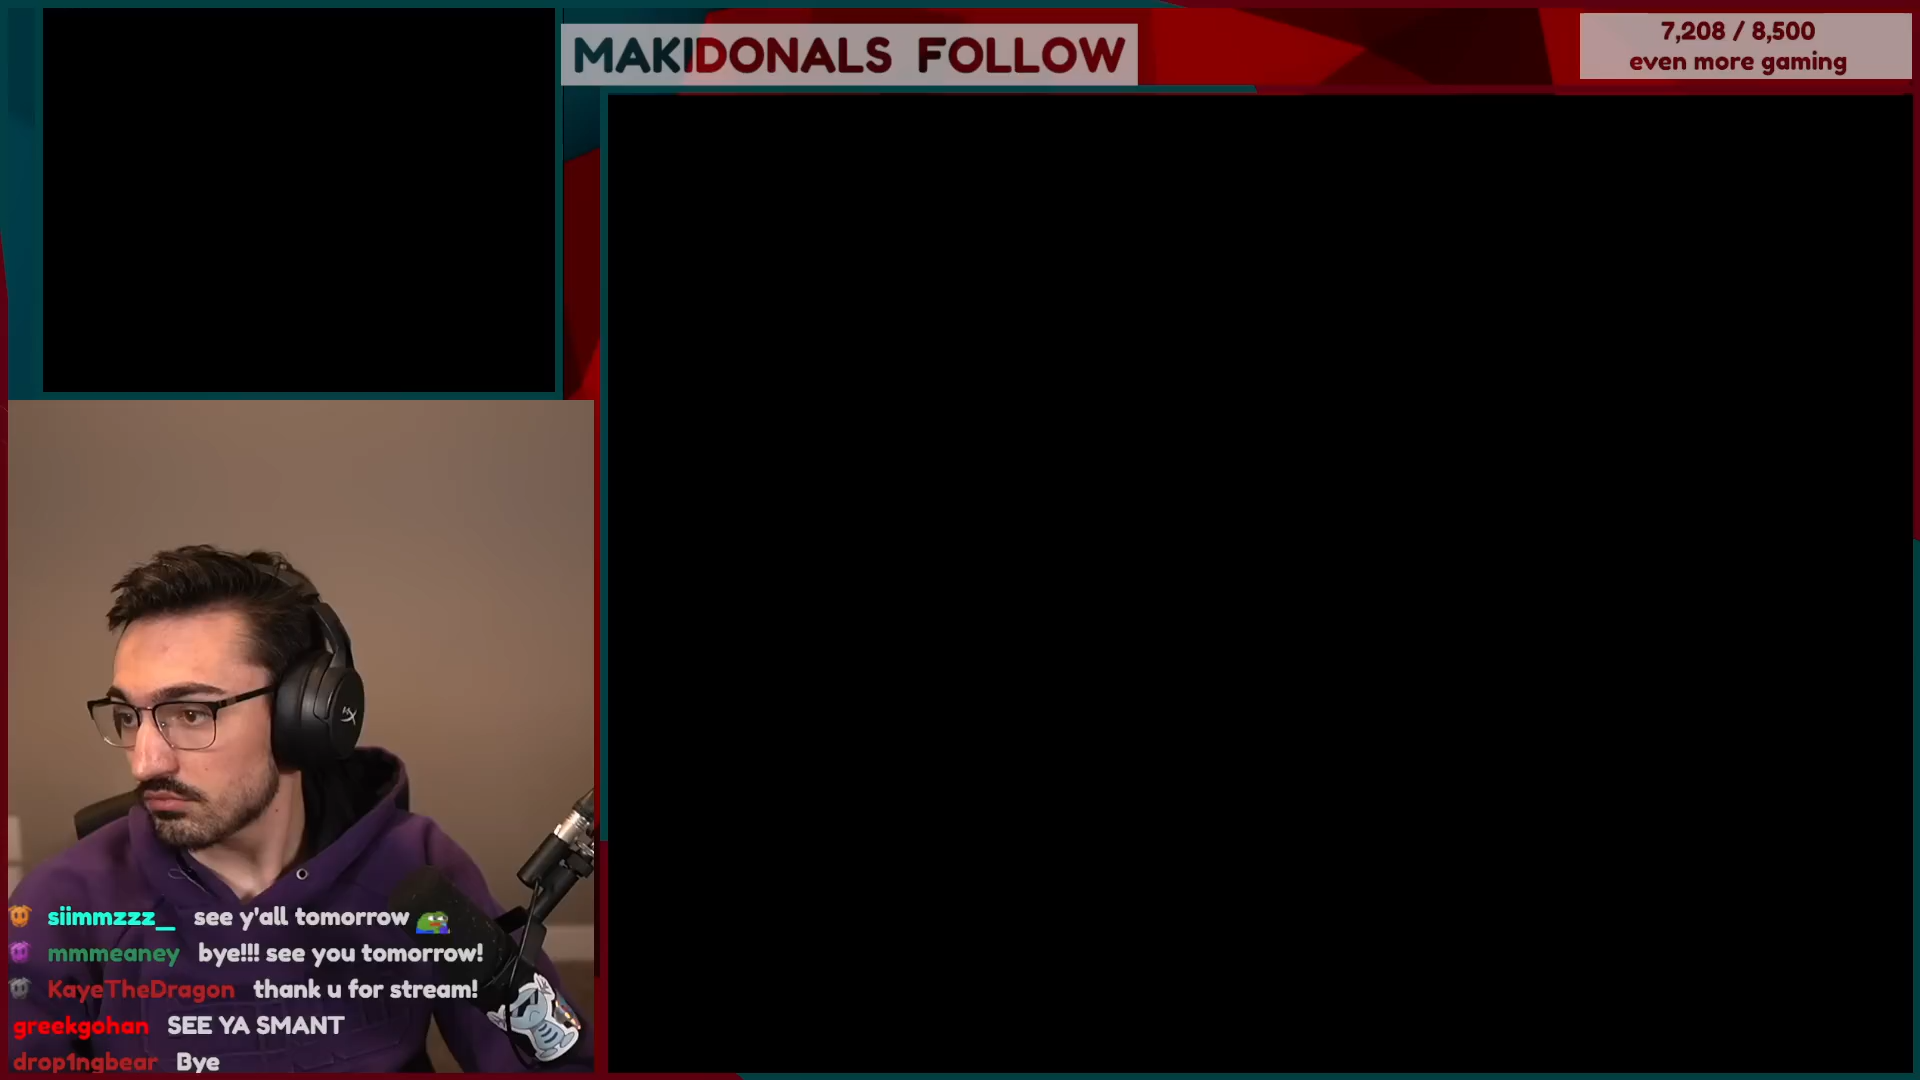 MAKIDONALS FOLLOW
7,208 / 8,500
even more gaming
siimmzzz_ see y'all tomorrow
mmmeaney bye!!! see you tomorrow!
KayeTheDragon thank u for stream!
greekgohan SEE YA SMANT
drop1ngbear Bye